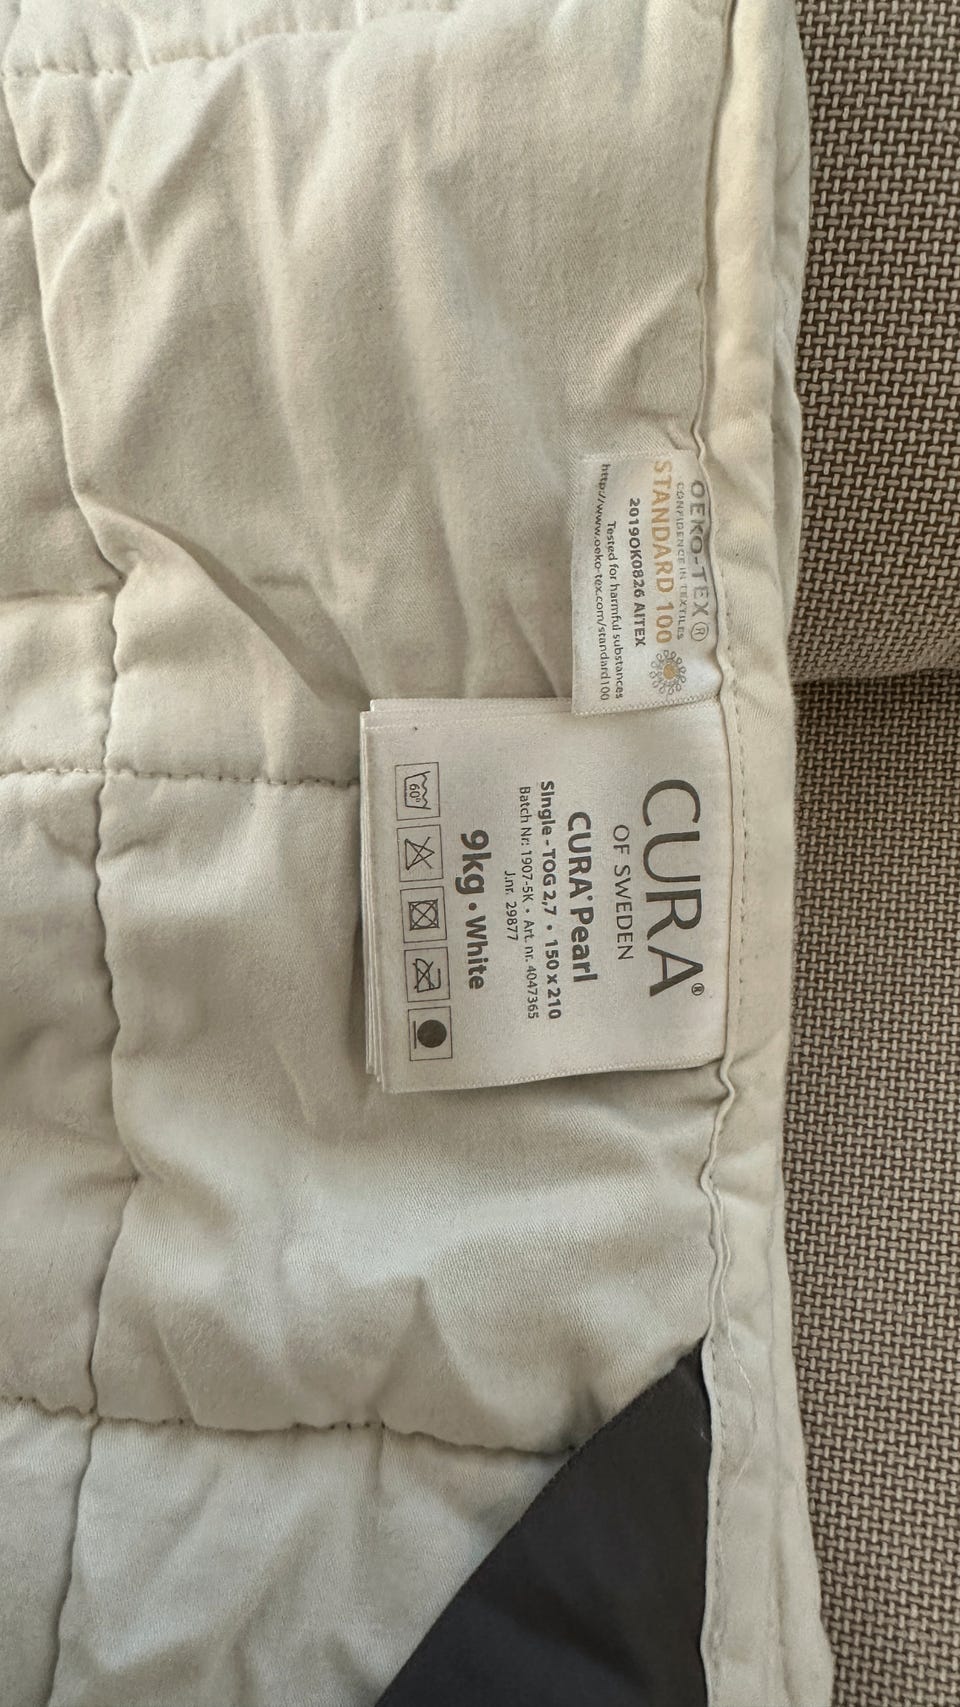 OEKO-TEX®
CONFIDENCE IN TEXTILES
STANDARD 100
2019OK0826 AITEX
Tested for harmful substances
http://www.oeko-tex.com/standard100
CURA®
OF SWEDEN
CURA® Pearl
Single - TOG 2,7 • 150 x 210
Batch Nr: 1907-5K • Art. nr. 4047365
J.nr. 29877
9kg • White
60°